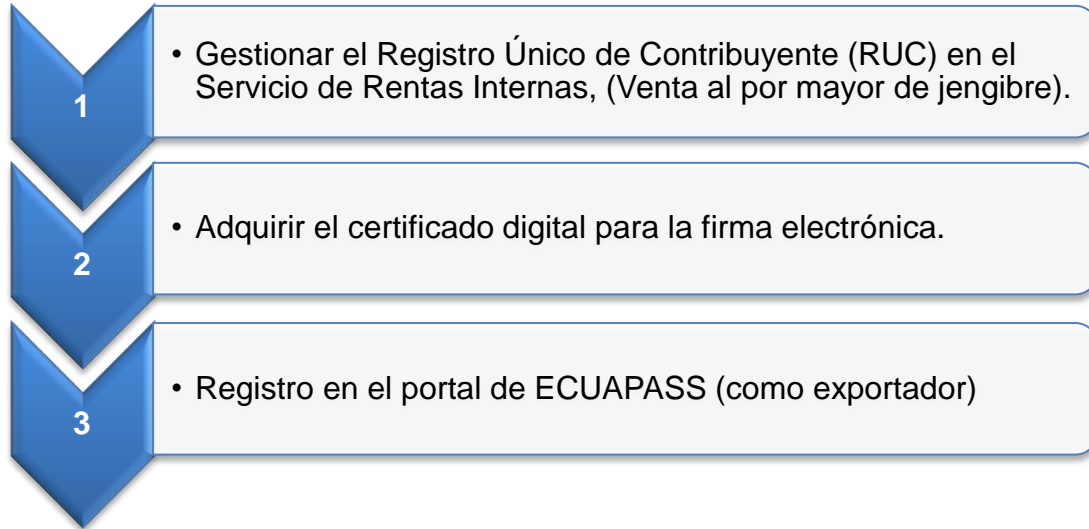 1
• Gestionar el Registro Único de Contribuyente (RUC) en el
Servicio de Rentas Internas, (Venta al por mayor de jengibre).
2
• Adquirir el certificado digital para la firma electrónica.
3
• Registro en el portal de ECUAPASS (como exportador)